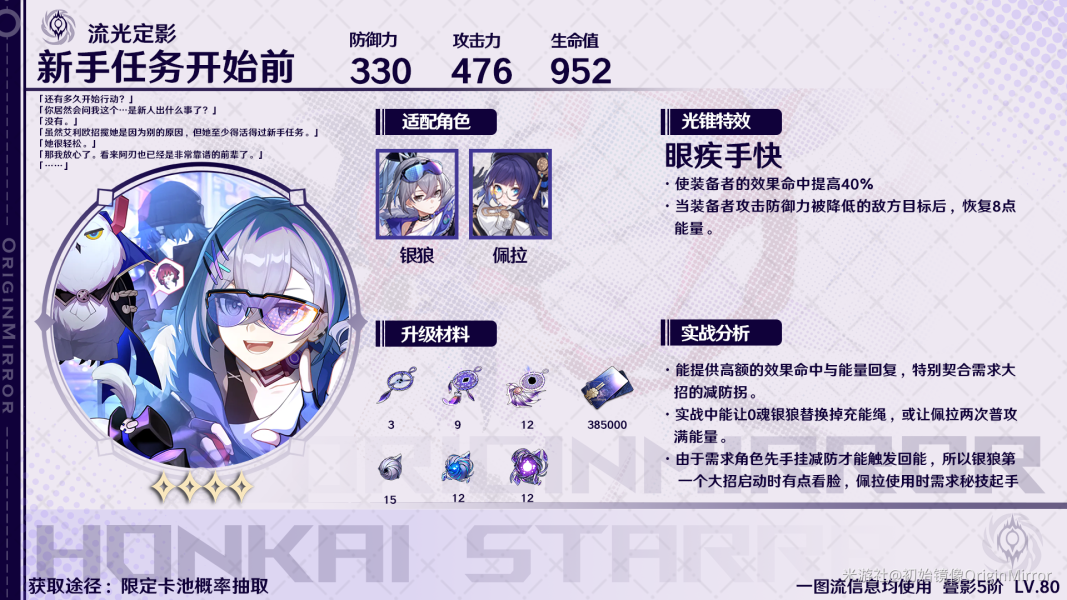 流光定影
新手任务开始前
防御力 攻击力 生命值
330 476 952
「还有多久开始行动？」
「你居然会问我这个…是新人出什么事了？」
「没有。」
「虽然艾利欧招揽她是因为别的原因，但她至少得活得过新手任务。」
「她很轻松。」
「那我放心了。看来阿刃也已经是非常靠谱的前辈了。」
「……」
适配角色
银狼 佩拉
光锥特效
眼疾手快
·使装备者的效果命中提高40%
·当装备者攻击防御力被降低的敌方目标后，恢复8点
能量。
升级材料
3 9 12 385000
15 12 12
实战分析
·能提供高额的效果命中与能量回复，特别契合需求大
招的减防拐。
·实战中能让0魂银狼替换掉充能绳，或让佩拉两次普攻
满能量。
·由于需求角色先手挂减防才能触发回能，所以银狼第
一个大招启动时有点看脸，佩拉使用时需求秘技起手
ORIGINMIRROR
ORIGINMIRROR
HONKAI STARR
米游社@初始镜像OriginMirror
获取途径：限定卡池概率抽取
一图流信息均使用 叠影5阶 LV.80